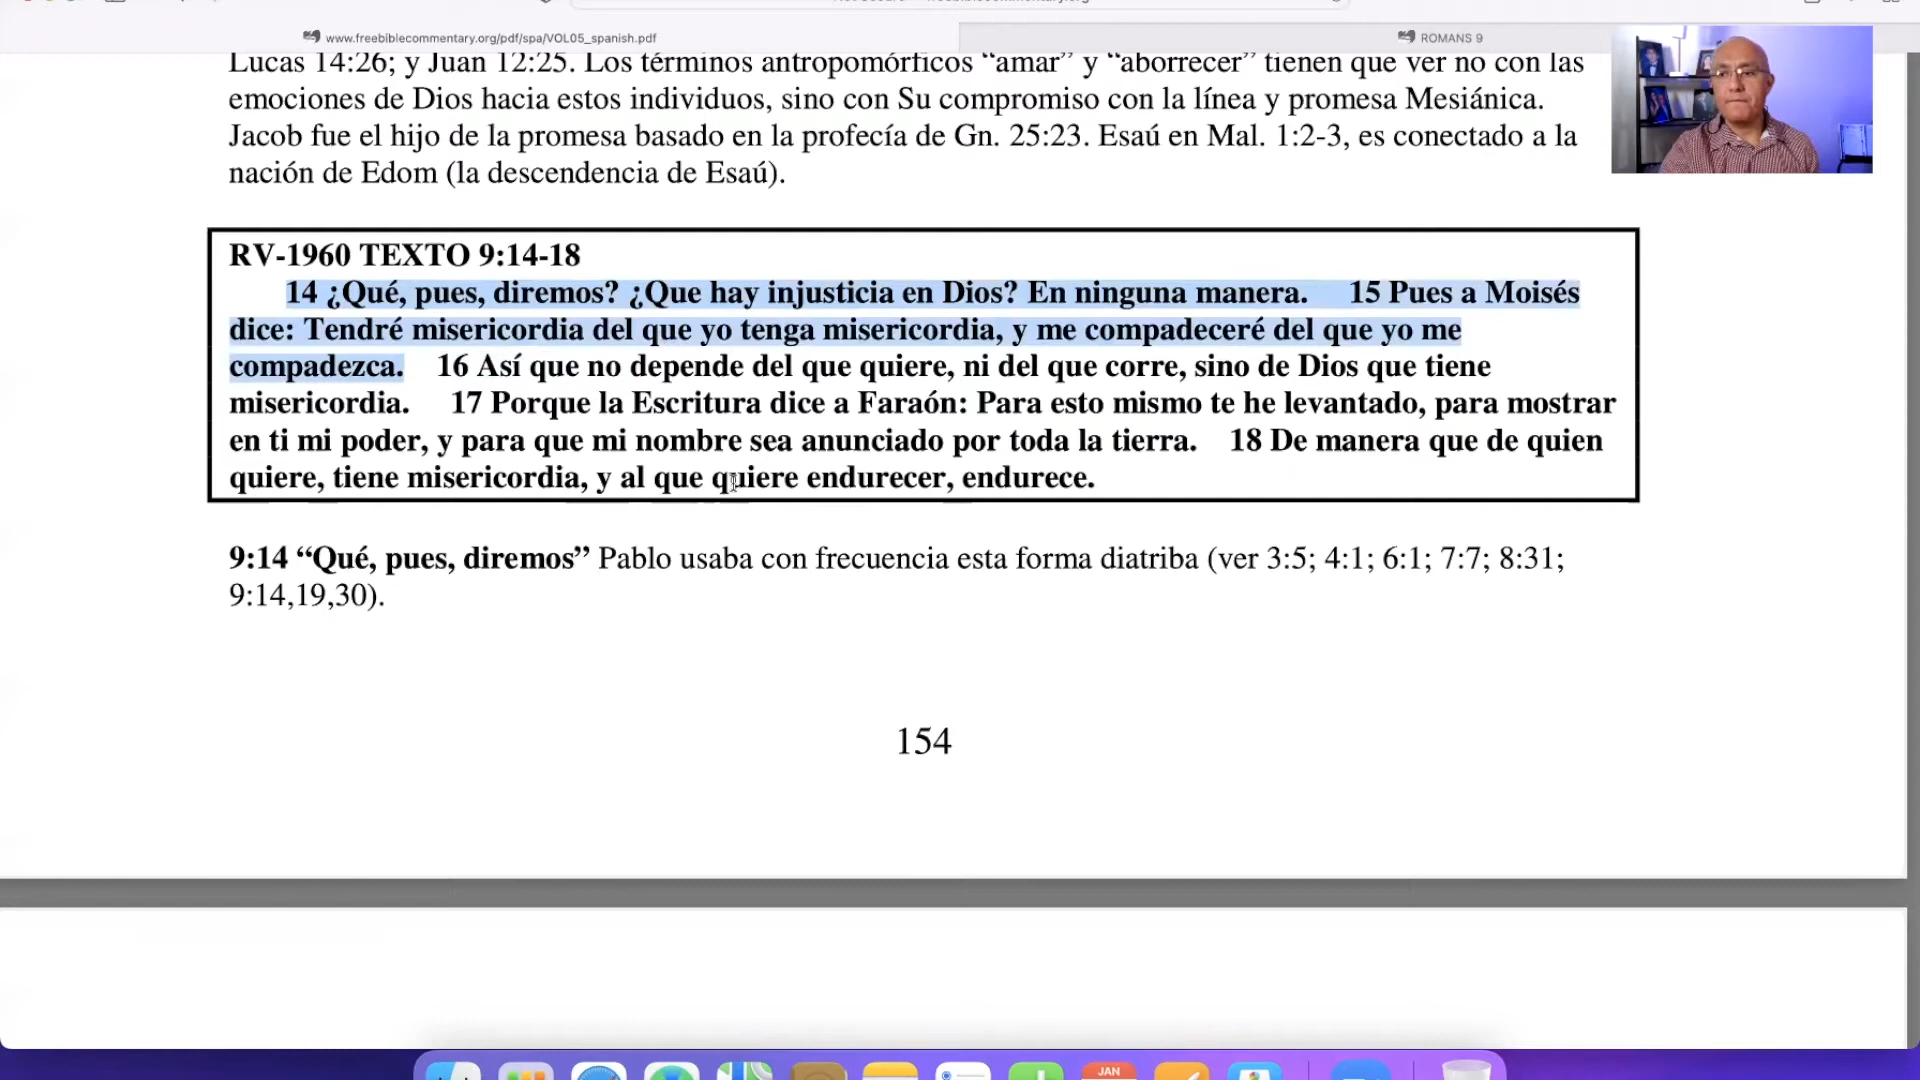 www.freebiblecommentary.org/pdf/spa/VOL05_spanish.pdf
ROMANS 9
Lucas 14:26; y Juan 12:25. Los términos antropomórficos “amar” y “aborrecer” tienen que ver no con las
emociones de Dios hacia estos individuos, sino con Su compromiso con la línea y promesa Mesiánica.
Jacob fue el hijo de la promesa basado en la profecía de Gn. 25:23. Esaú en Mal. 1:2-3, es conectado a la
nación de Edom (la descendencia de Esaú).
RV-1960 TEXTO 9:14-18
14 ¿Qué, pues, diremos? ¿Que hay injusticia en Dios? En ninguna manera. 15 Pues a Moisés
dice: Tendré misericordia del que yo tenga misericordia, y me compadeceré del que yo me
compadezca. 16 Así que no depende del que quiere, ni del que corre, sino de Dios que tiene
misericordia. 17 Porque la Escritura dice a Faraón: Para esto mismo te he levantado, para mostrar
en ti mi poder, y para que mi nombre sea anunciado por toda la tierra. 18 De manera que de quien
quiere, tiene misericordia, y al que quiere endurecer, endurece.
9:14 “Qué, pues, diremos” Pablo usaba con frecuencia esta forma diatriba (ver 3:5; 4:1; 6:1; 7:7; 8:31;
9:14,19,30).
154
JAN